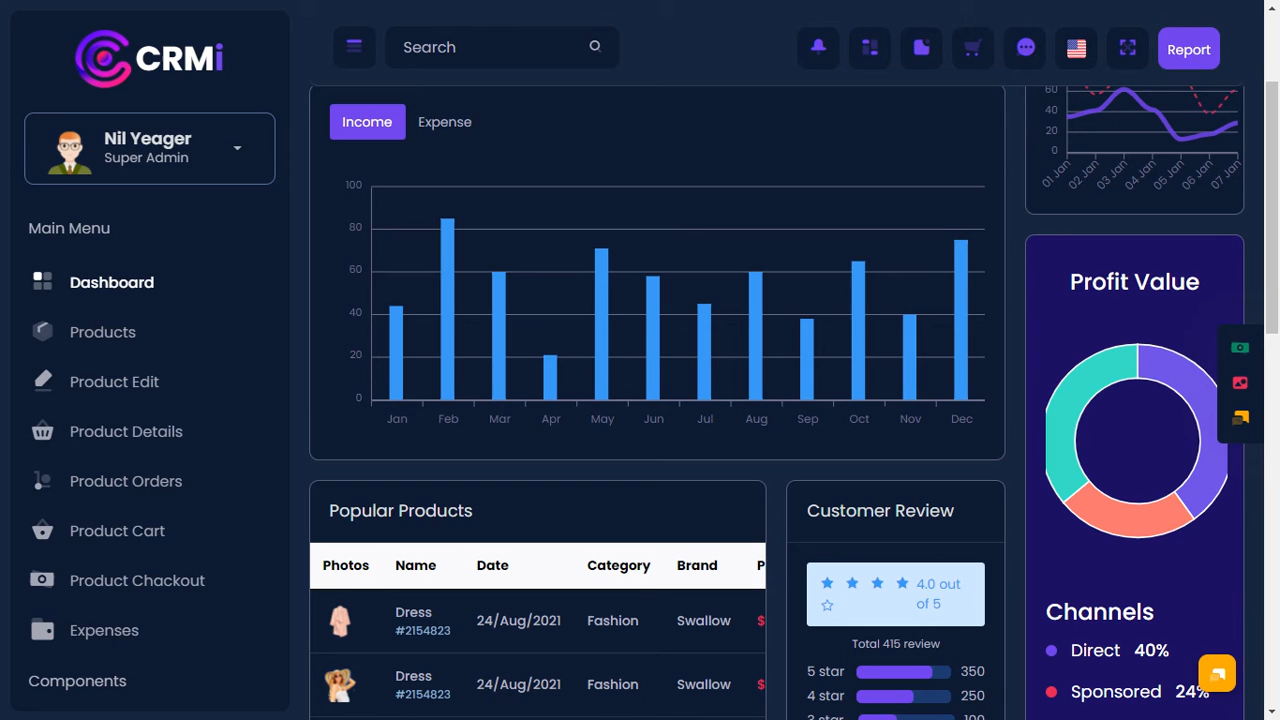 CRMi
Search
Report
Nil Yeager
Super Admin
Main Menu
Dashboard
Products
Product Edit
Product Details
Product Orders
Product Cart
Product Chackout
Expenses
Components
Income Expense
100
80
60
40
20
0
Jan Feb Mar Apr May Jun Jul Aug Sep Oct Nov Dec
60
40
20
0
01 Jan 02 Jan 03 Jan 04 Jan 05 Jan 06 Jan 07 Jan
Profit Value
Channels
Direct 40%
Sponsored 24%
Popular Products
Photos Name Date Category Brand P
Dress
#2154823
24/Aug/2021 Fashion Swallow $
Dress
#2154823
24/Aug/2021 Fashion Swallow $
Customer Review
4.0 out
of 5
Total 415 review
5 star 350
4 star 250
3 star 100